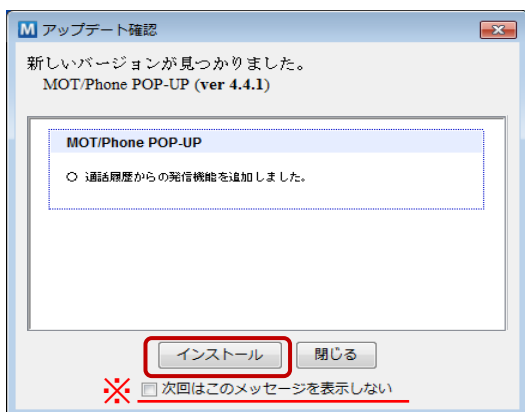 M アップデート確認
新しいバージョンが見つかりました。
MOT/Phone POP-UP (ver 4.4.1)
MOT/Phone POP-UP
○ 通話履歴からの発信機能を追加しました。
インストール 閉じる
※ 次回はこのメッセージを表示しない